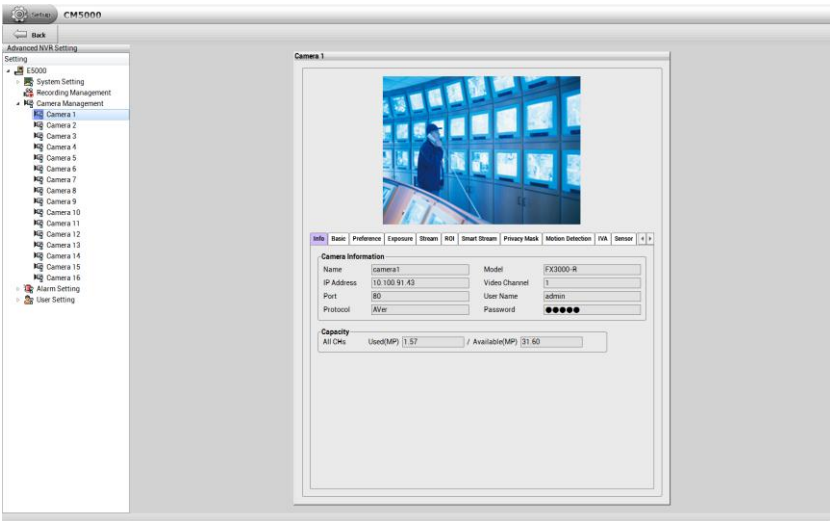 Setup CM5000
Back
Advanced NVR Setting
Setting
E5000
System Setting
Recording Management
Camera Management
Camera 1
Camera 2
Camera 3
Camera 4
Camera 5
Camera 6
Camera 7
Camera 8
Camera 9
Camera 10
Camera 11
Camera 12
Camera 13
Camera 14
Camera 15
Camera 16
Alarm Setting
User Setting
Camera 1
Info Basic Preference Exposure Stream ROI Smart Stream Privacy Mask Motion Detection IVA Sensor
Camera Information
Name camera1 Model FX3000-R
IP Address 10.100.91.43 Video Channel 1
Port 80 User Name admin
Protocol AVer Password ●●●●●
Capacity
All CHs Used(MP) 1.57 / Available(MP) 31.60